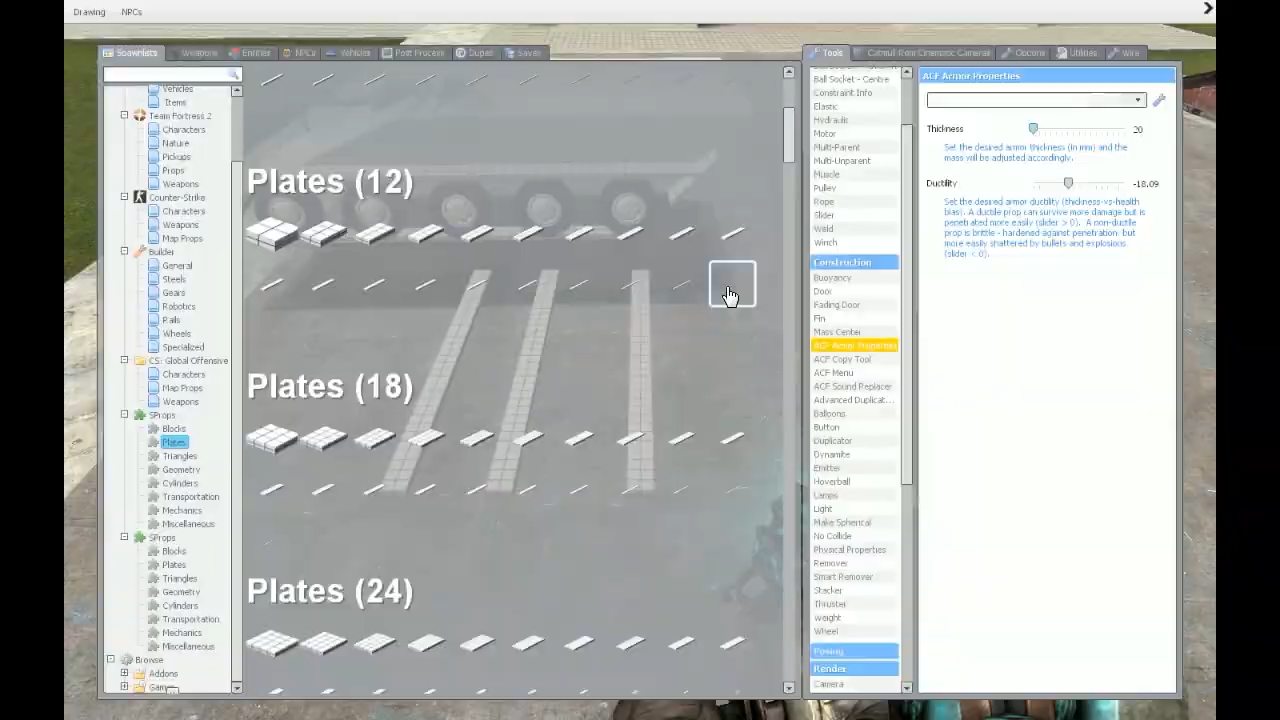 Drawing NPCs
Spawnlists Weapons Entities NPCs Vehicles Post Process Dupes Saves
Vehicles
Items
Team Fortress 2
Characters
Nature
Pickups
Props
Weapons
Counter-Strike
Characters
Weapons
Map Props
Builder
General
Steels
Gears
Robotics
Rails
Wheels
Specialized
CS: Global Offensive
Characters
Map Props
Weapons
SProps
Blocks
Plates
Triangles
Geometry
Cylinders
Transportation
Mechanics
Miscellaneous
SProps
Blocks
Plates
Triangles
Geometry
Cylinders
Transportation
Mechanics
Miscellaneous
Browse
Addons
Plates (12)
Plates (18)
Plates (24)
Tools Catmull Rom Cinematic Cameras Options Utilities Wire
Ball Socket - Centre
Constraint Info
Elastic
Hydraulic
Motor
Multi-Parent
Multi-Unparent
Muscle
Pulley
Rope
Slider
Weld
Winch
Construction
Buoyancy
Door
Fading Door
Fin
Mass Center
ACF Armor Properties
ACF Copy Tool
ACF Menu
ACF Sound Replacer
Advanced Duplicat...
Balloons
Button
Duplicator
Dynamite
Emitter
Hoverball
Lamps
Light
Make Spherical
No Collide
Physical Properties
Remover
Smart Remover
Stacker
Thruster
Weight
Wheel
Posing
Render
Camera
ACF Armor Properties
Thickness 20
Set the desired armor thickness (in mm) and the
mass will be adjusted accordingly.
Ductility -18.09
Set the desired armor ductility (thickness-vs-health
bias). A ductile prop can survive more damage but is
penetrated more easily (slider > 0). A non-ductile
prop is brittle - hardened against penetration, but
more easily shattered by bullets and explosions
(slider < 0).